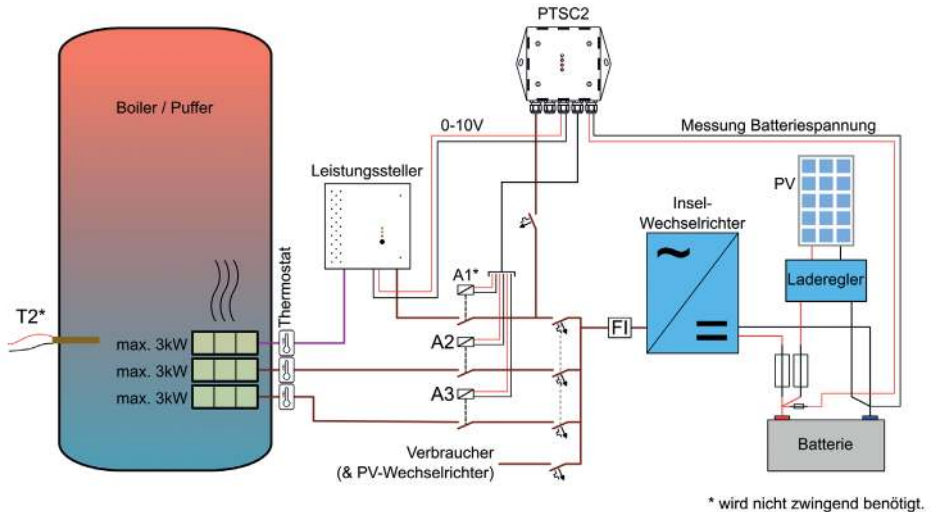 PTSC2
Boiler / Puffer
0-10V
Messung Batteriespannung
Leistungssteller
PV
Insel-
Wechselrichter
Laderegler
A1*
Thermostat
T2*
FI
A2
max. 3kW
max. 3kW
max. 3kW
A3
Batterie
Verbraucher
(& PV-Wechselrichter)
* wird nicht zwingend benötigt.